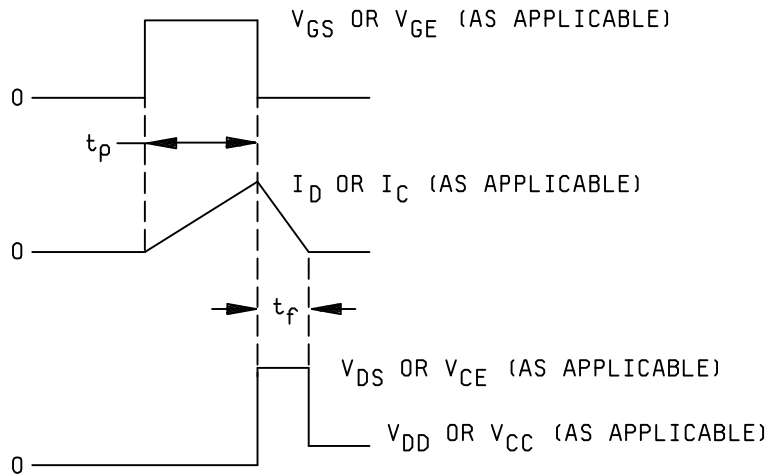 V_GS OR V_GE (AS APPLICABLE)
0
t_p
I_D OR I_C (AS APPLICABLE)
0
t_f
V_DS OR V_CE (AS APPLICABLE)
V_DD OR V_CC (AS APPLICABLE)
0